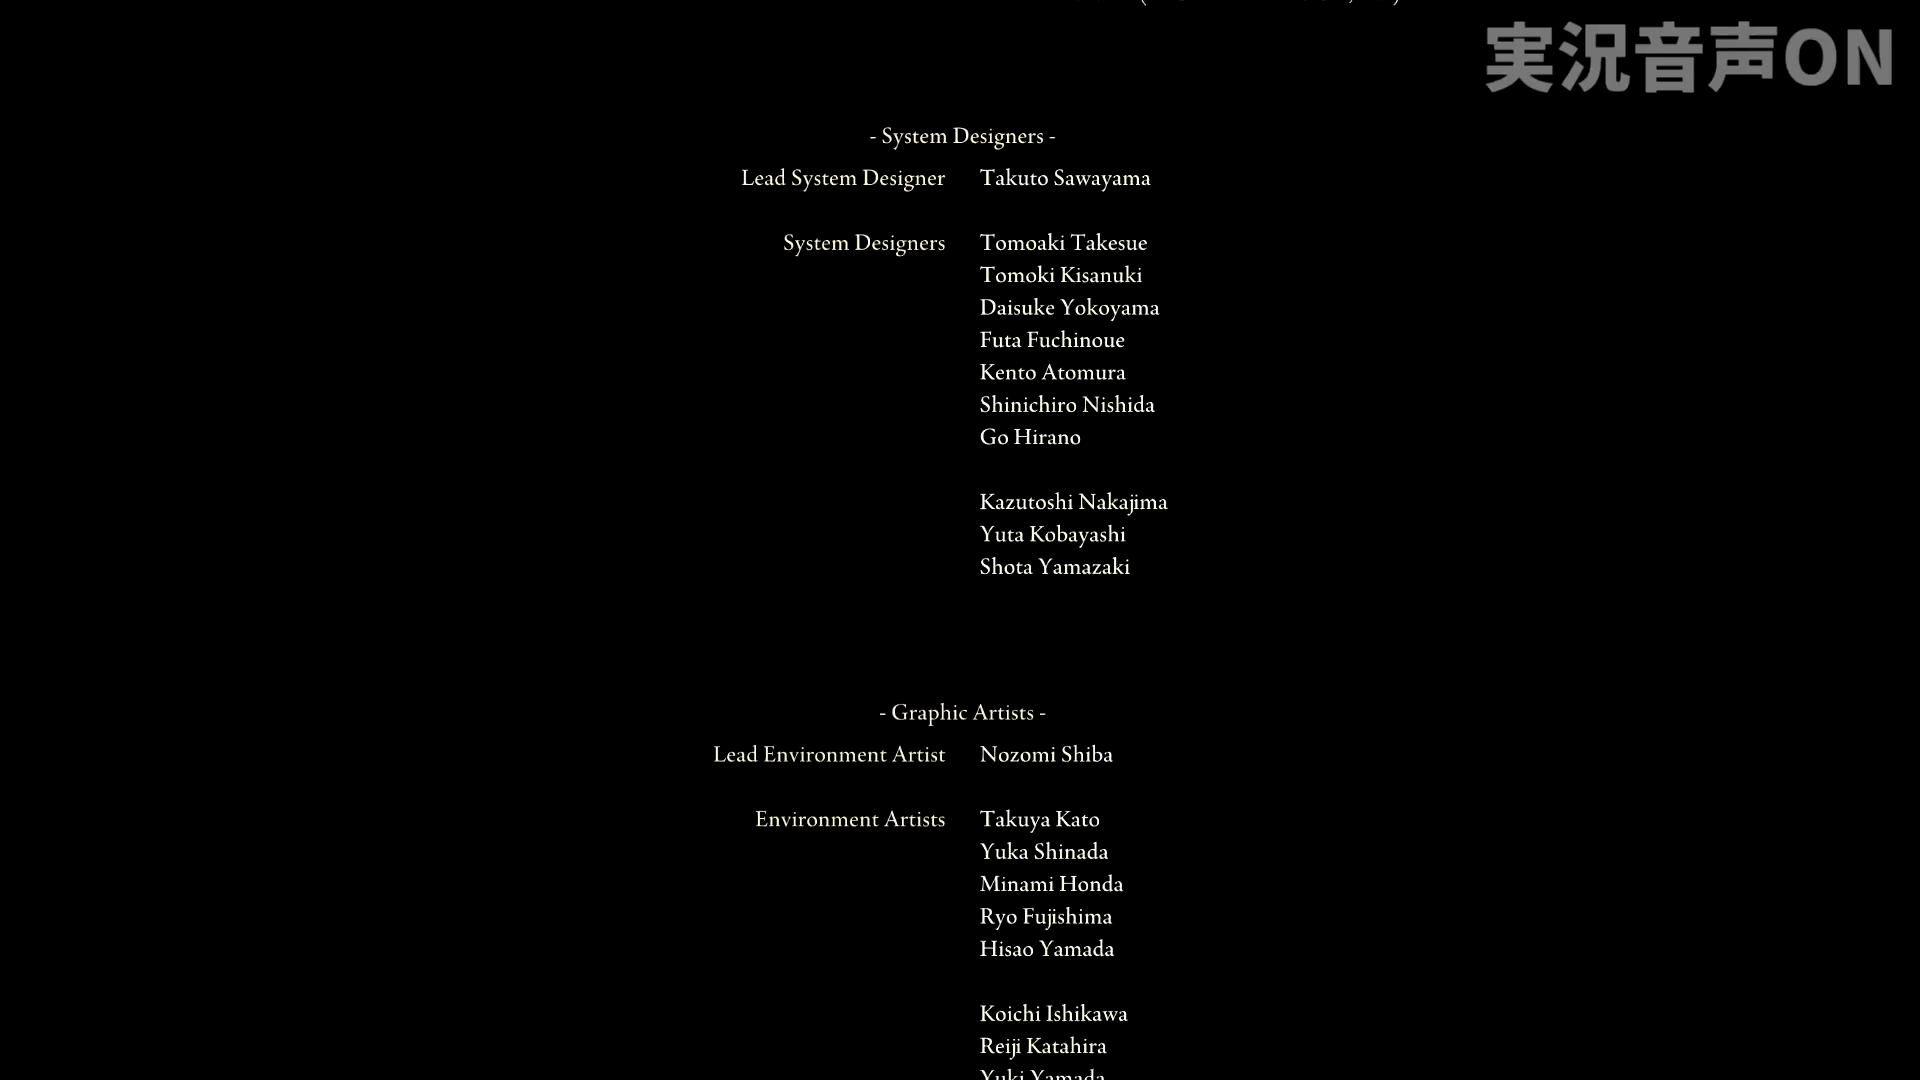 実況音声ON
- System Designers -
Lead System Designer Takuto Sawayama
System Designers Tomoaki Takesue
Tomoki Kisanuki
Daisuke Yokoyama
Futa Fuchinoue
Kento Atomura
Shinichiro Nishida
Go Hirano
Kazutoshi Nakajima
Yuta Kobayashi
Shota Yamazaki
- Graphic Artists -
Lead Environment Artist Nozomi Shiba
Environment Artists Takuya Kato
Yuka Shinada
Minami Honda
Ryo Fujishima
Hisao Yamada
Koichi Ishikawa
Reiji Katahira
Yuki Yamada